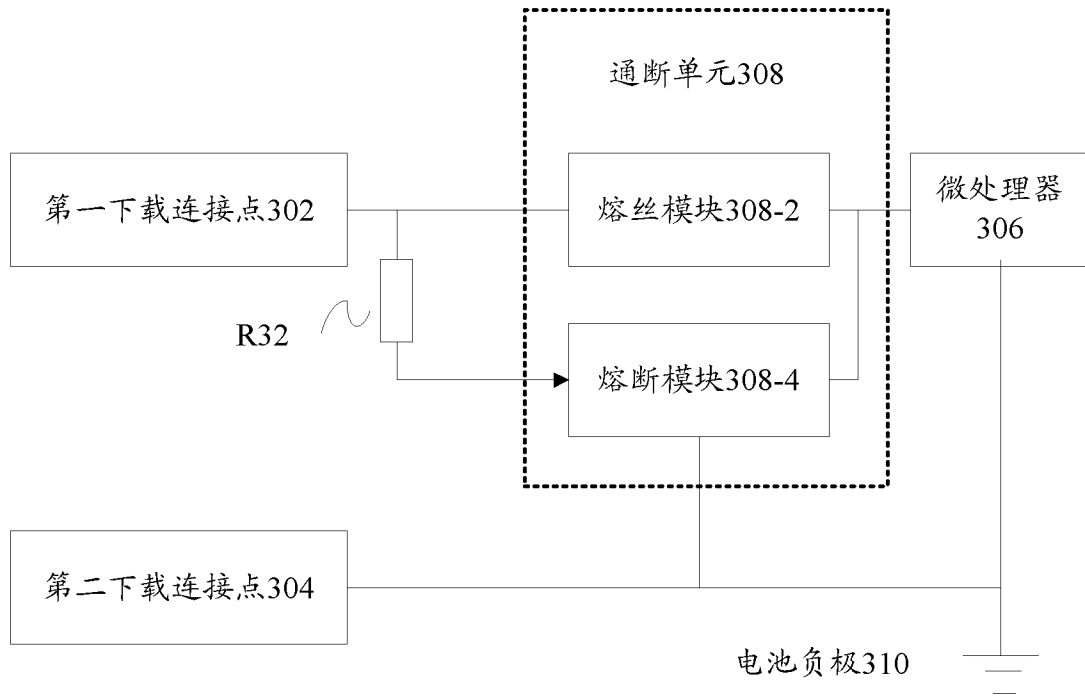 通断单元308
第一下载连接点302
熔丝模块308-2
微处理器
306
R32
熔断模块308-4
第二下载连接点304
电池负极310